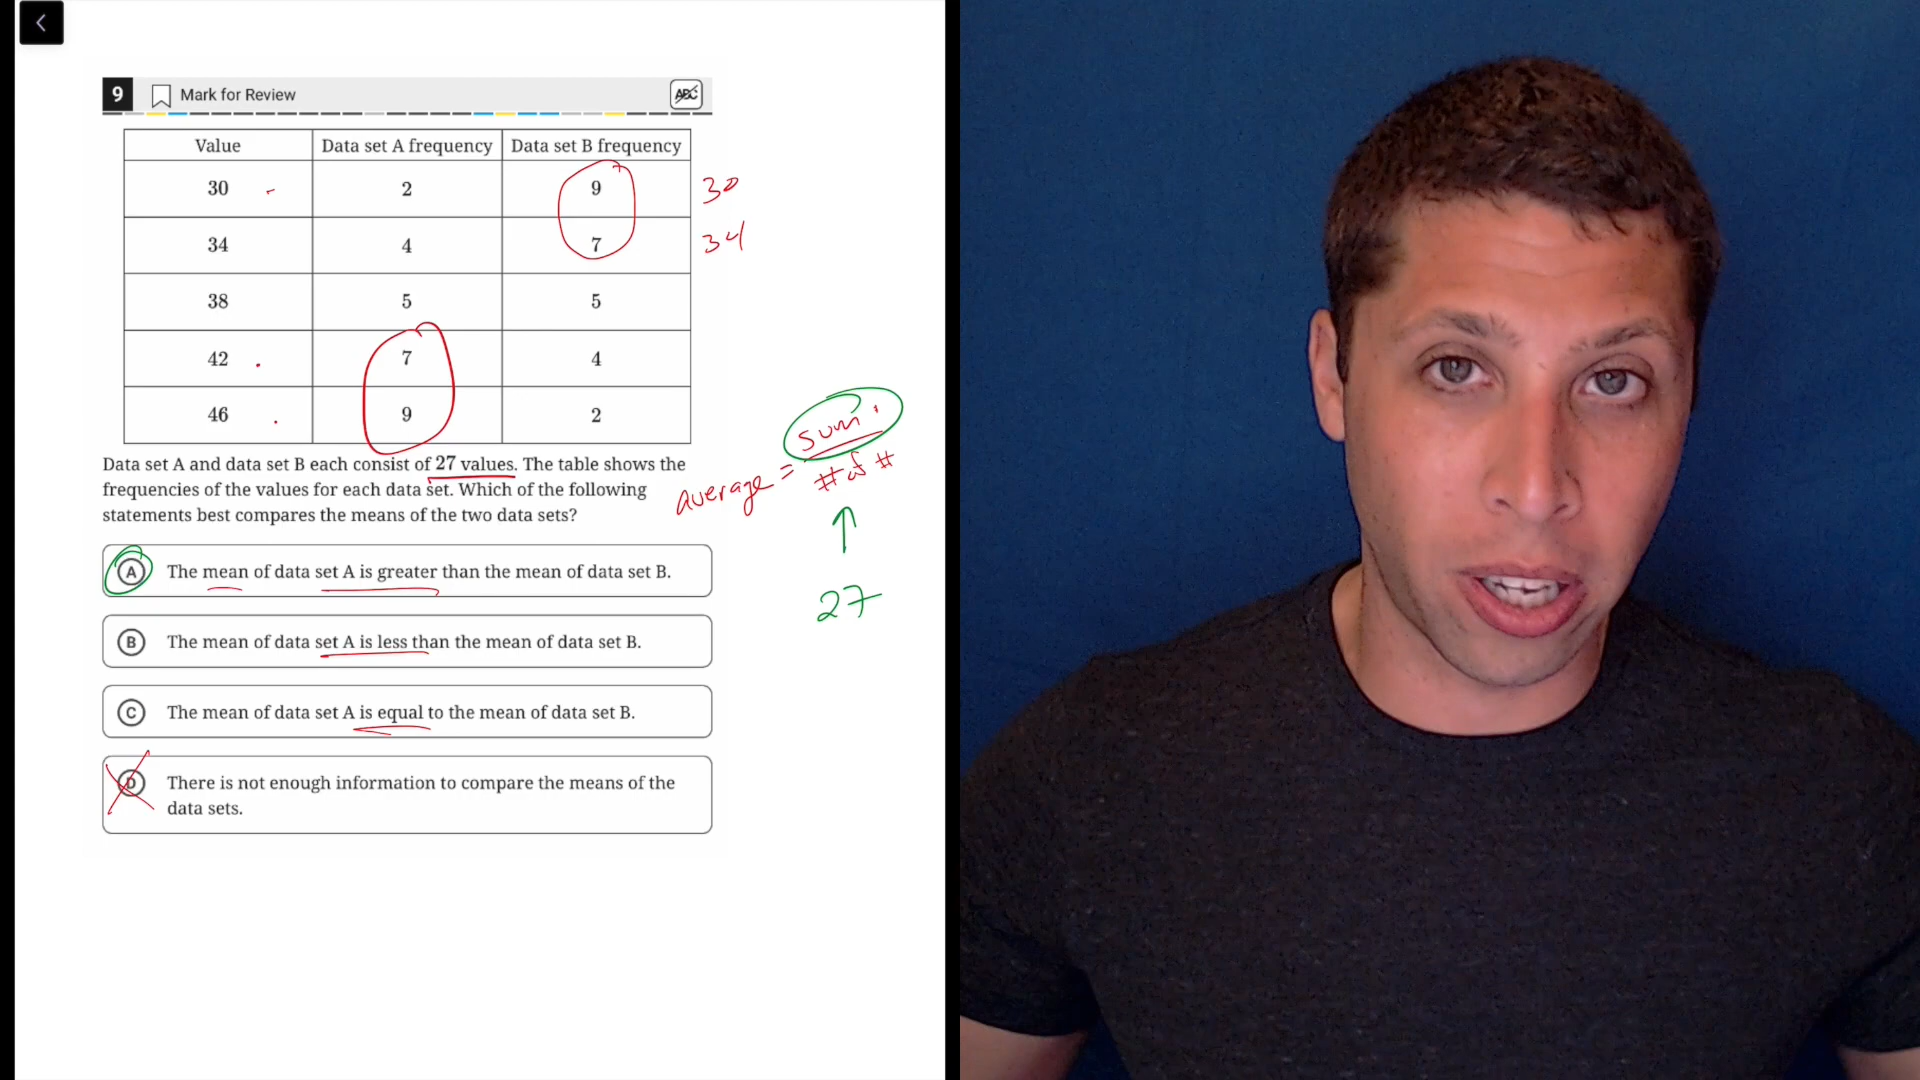 9 Mark for Review ABC
Value Data set A frequency Data set B frequency
30 2 9 30
34 4 7 34
38 5 5
42 7 4
46 9 2
Data set A and data set B each consist of 27 values. The table shows the
frequencies of the values for each data set. Which of the following
statements best compares the means of the two data sets?
average = sum
# of #
27
A The mean of data set A is greater than the mean of data set B.
B The mean of data set A is less than the mean of data set B.
C The mean of data set A is equal to the mean of data set B.
D There is not enough information to compare the means of the
data sets.